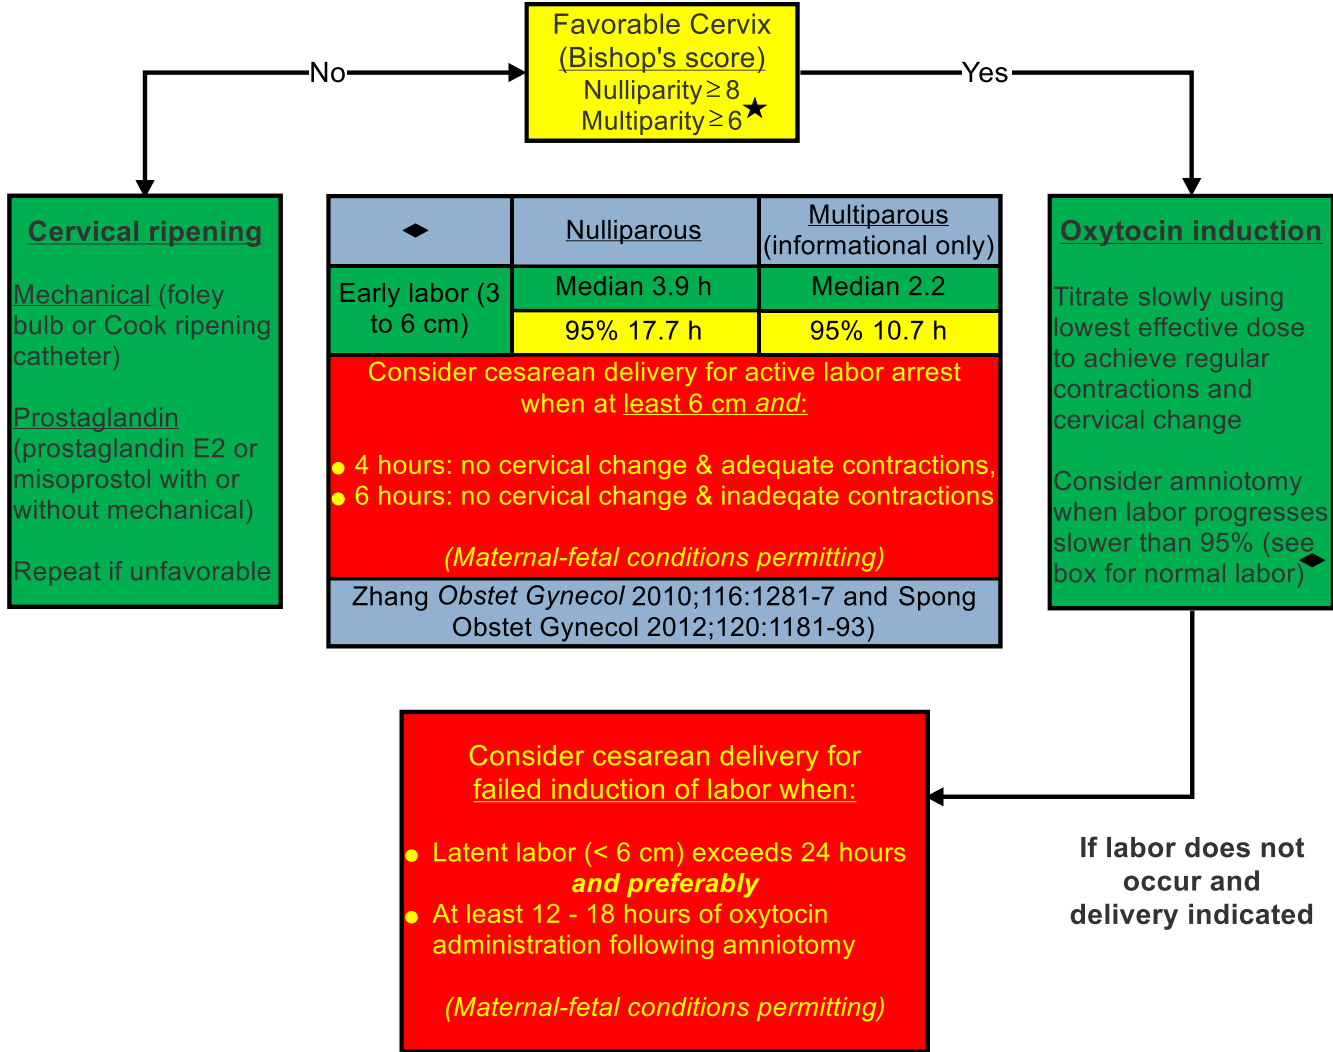 Favorable Cervix
(Bishop's score)
Nulliparity ≥ 8
Multiparity ≥ 6 ★
No
Yes
Cervical ripening
Mechanical (foley
bulb or Cook ripening
catheter)
Prostaglandin
(prostaglandin E2 or
misoprostol with or
without mechanical)
Repeat if unfavorable
◆
Nulliparous
Multiparous
(informational only)
Early labor (3
to 6 cm)
Median 3.9 h
Median 2.2
95% 17.7 h
95% 10.7 h
Consider cesarean delivery for active labor arrest
when at least 6 cm and:
● 4 hours: no cervical change & adequate contractions,
● 6 hours: no cervical change & inadeqate contractions
(Maternal-fetal conditions permitting)
Zhang Obstet Gynecol 2010;116:1281-7 and Spong
Obstet Gynecol 2012;120:1181-93)
Oxytocin induction
Titrate slowly using
lowest effective dose
to achieve regular
contractions and
cervical change
Consider amniotomy
when labor progresses
slower than 95% (see
box for normal labor) ◆
Consider cesarean delivery for
failed induction of labor when:
● Latent labor (< 6 cm) exceeds 24 hours
and preferably
● At least 12 - 18 hours of oxytocin
administration following amniotomy
(Maternal-fetal conditions permitting)
If labor does not
occur and
delivery indicated